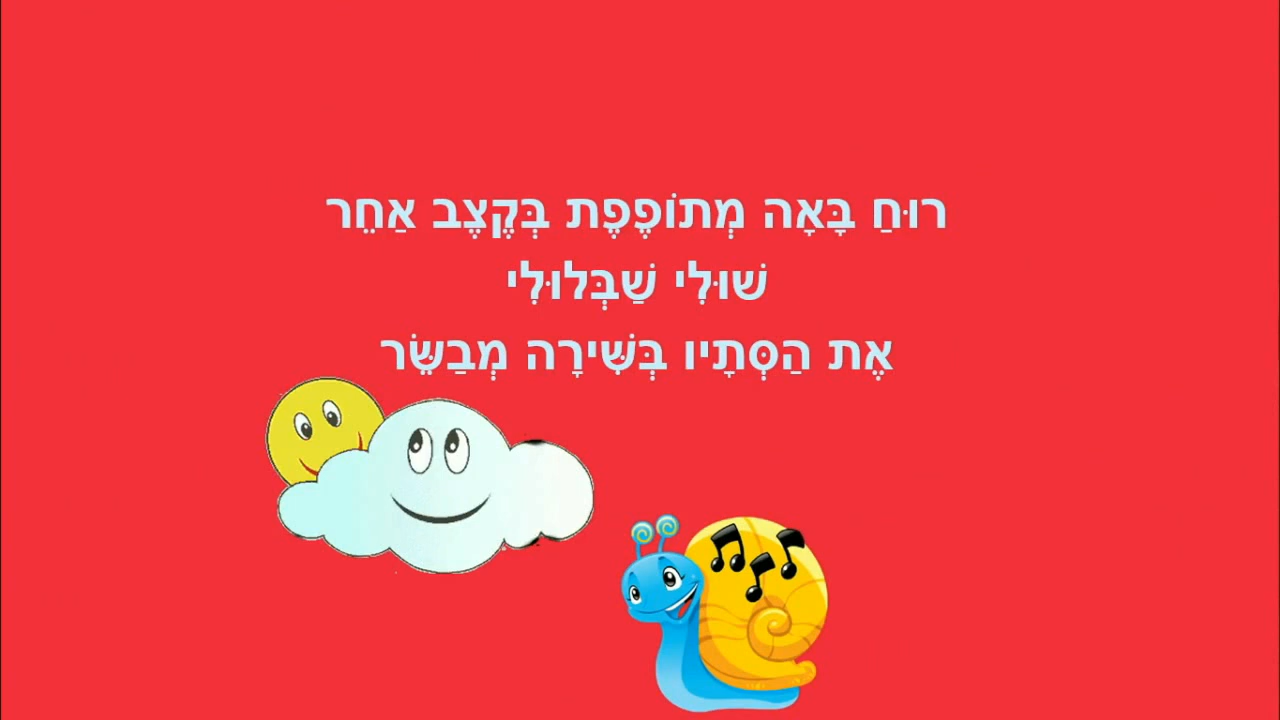 רוּחַ בָּאָה מְתוֹפֶפֶת בְּקֶצֶב אַחֵר
שׁוּלִי שַׁבְּלוּלִי
אֶת הַסְּתָיו בְּשִּׁירָה מְבַשֵּׂר